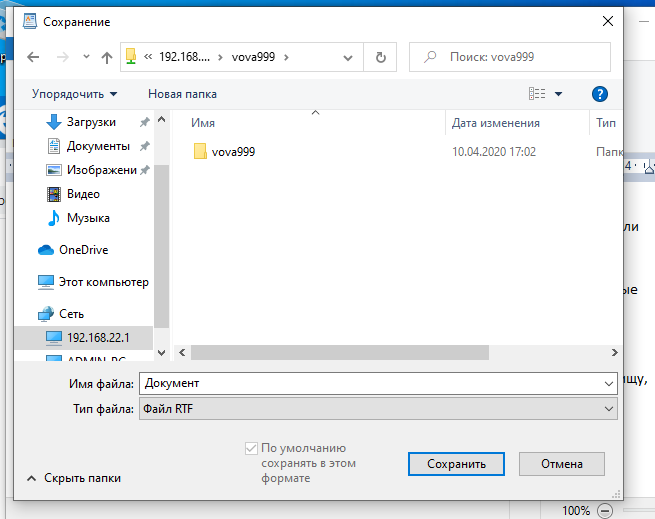 Сохранение
« 192.168.... › vova999 ›
Поиск: vova999
Упорядочить
Новая папка
Загрузки
Документы
Изображени
Видео
Музыка
OneDrive
Этот компьютер
Сеть
192.168.22.1
ADMIN-PC
Имя
Дата изменения
Тип
vova999
10.04.2020 17:02
Папк
4
ли
ые
ищу,
Имя файла:
Документ
Тип файла:
Файл RTF
По умолчанию
сохранять в этом
формате
Скрыть папки
Сохранить
Отмена
100%